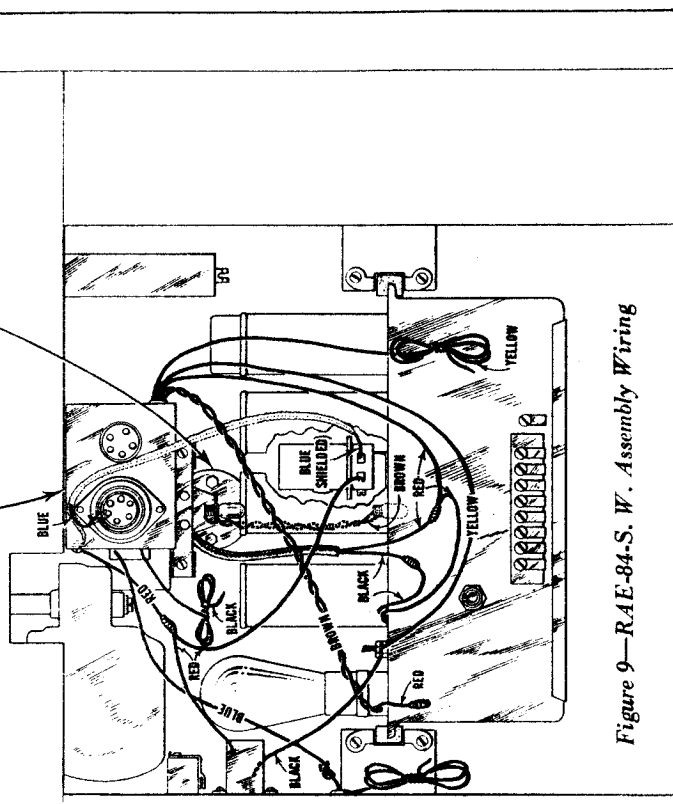 BLUE
RED
BLACK
RED
BLUE
BLACK
BROWN
BLUE
SHIELDED
BROWN
RED
BLACK
YELLOW
YELLOW
RED
Figure 9—RAE-84-S. W. Assembly Wiring